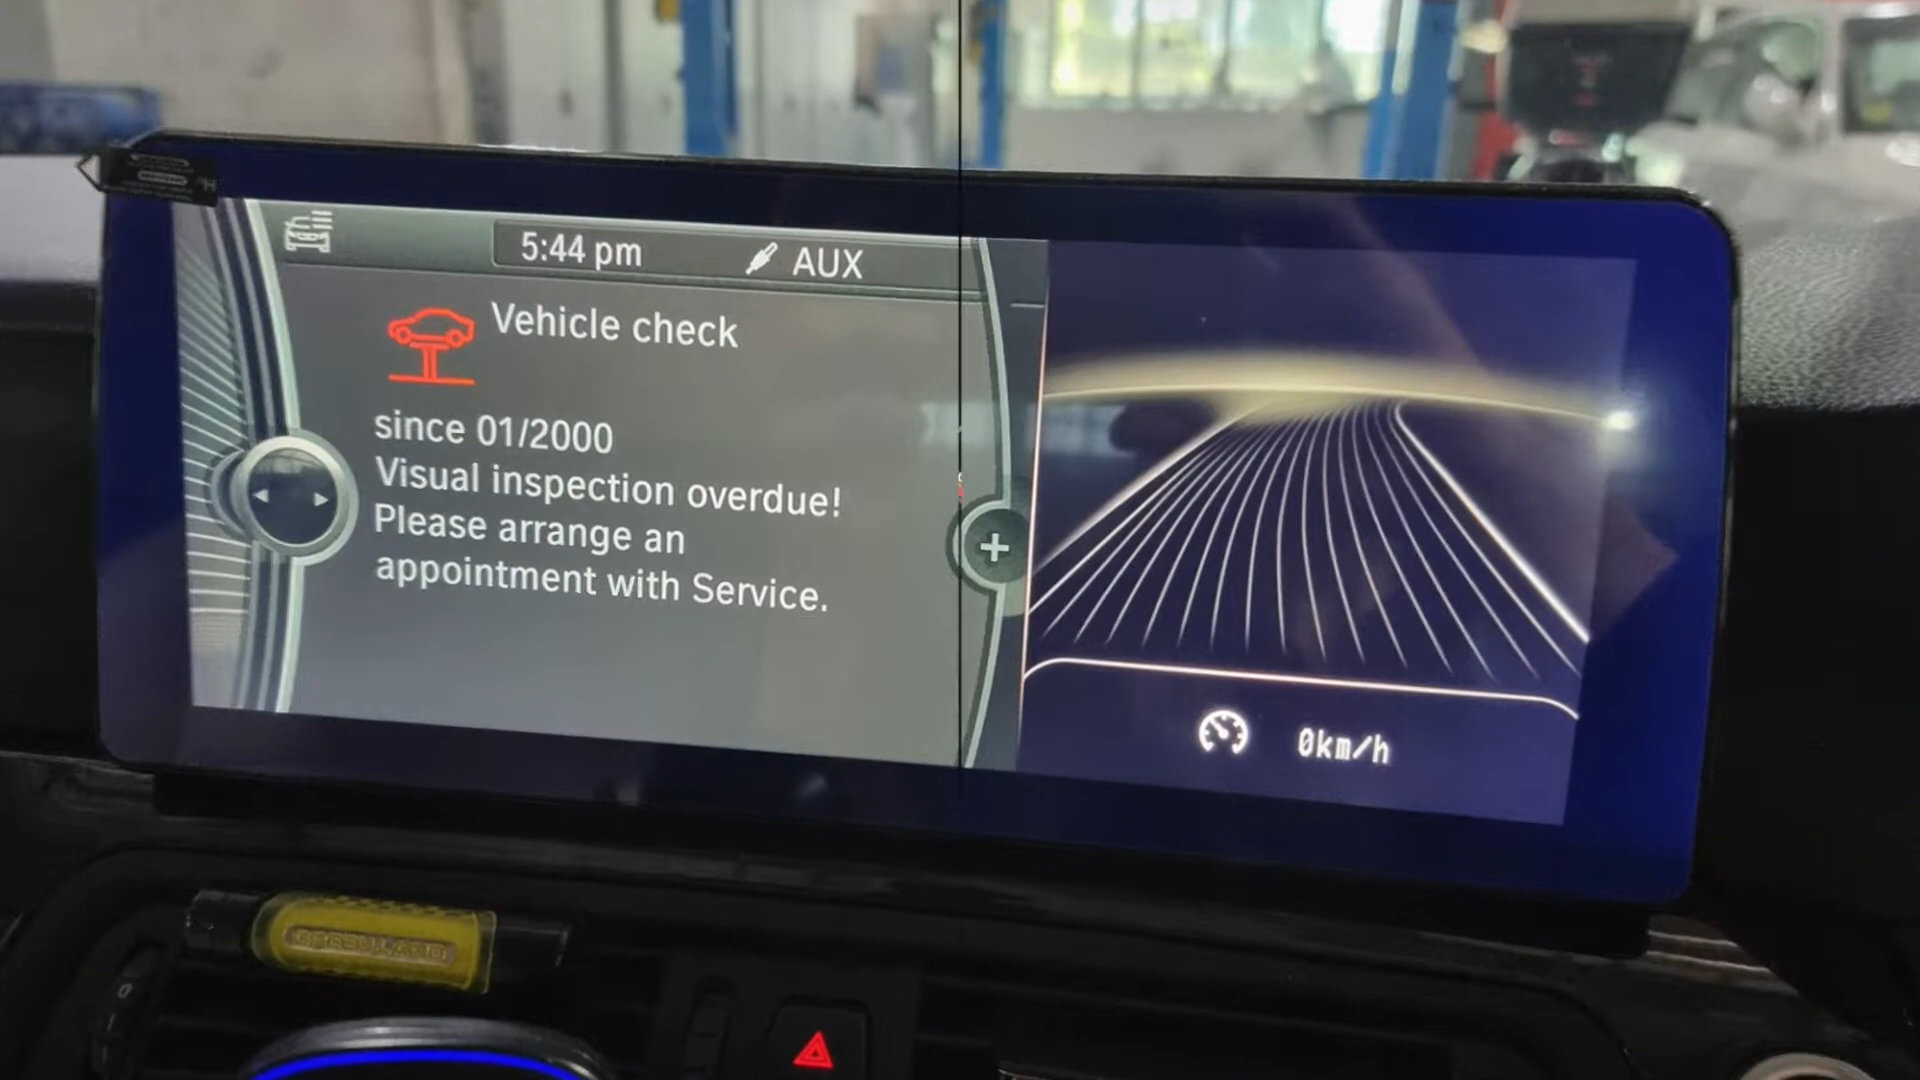 5:44 pm AUX
Vehicle check
since 01/2000
Visual inspection overdue!
Please arrange an
appointment with Service.
0km/h
0